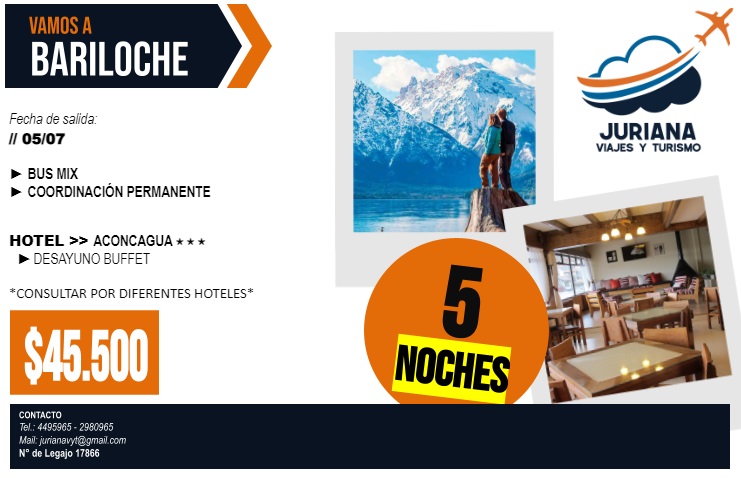 VAMOS A
BARILOCHE
Fecha de salida:
// 05/07
► BUS MIX
► COORDINACIÓN PERMANENTE
HOTEL >> ACONCAGUA ★ ★ ★
► DESAYUNO BUFFET
*CONSULTAR POR DIFERENTES HOTELES*
$45.500
5
NOCHES
JURIANA
VIAJES Y TURISMO
CONTACTO
Tel.: 4495965 - 2980965
Mail: jurianavyt@gmail.com
N° de Legajo 17866